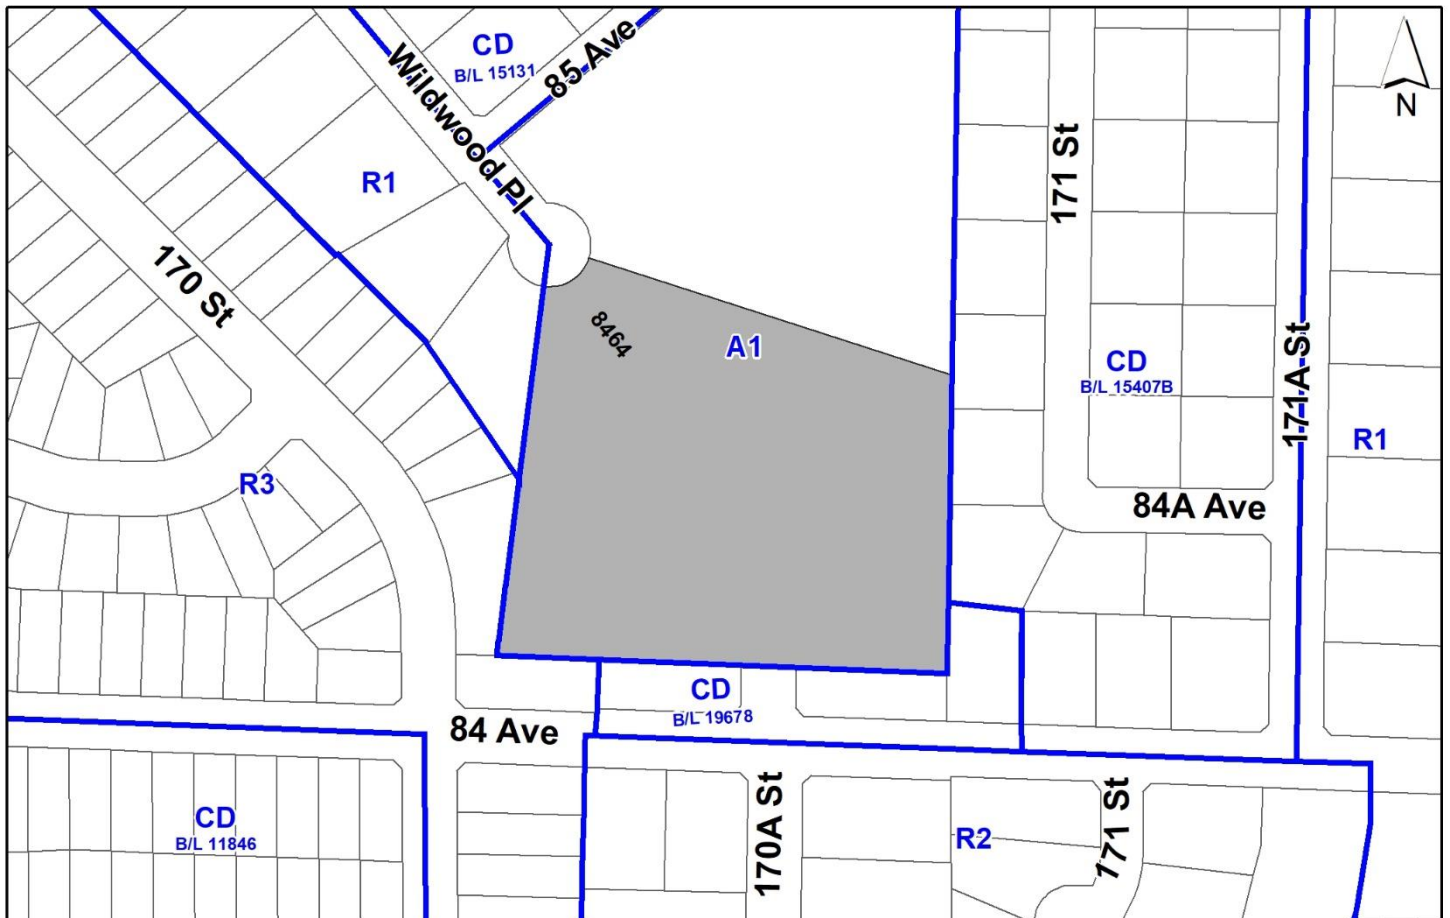 CD
B/L 15131
85 Ave
Wildwood Pl
N
R1
171 St
170 St
8464
A1
CD
B/L 15407B
171A St
R1
R3
84A Ave
CD
B/L 19678
84 Ave
CD
B/L 11846
170A St
R2
171 St